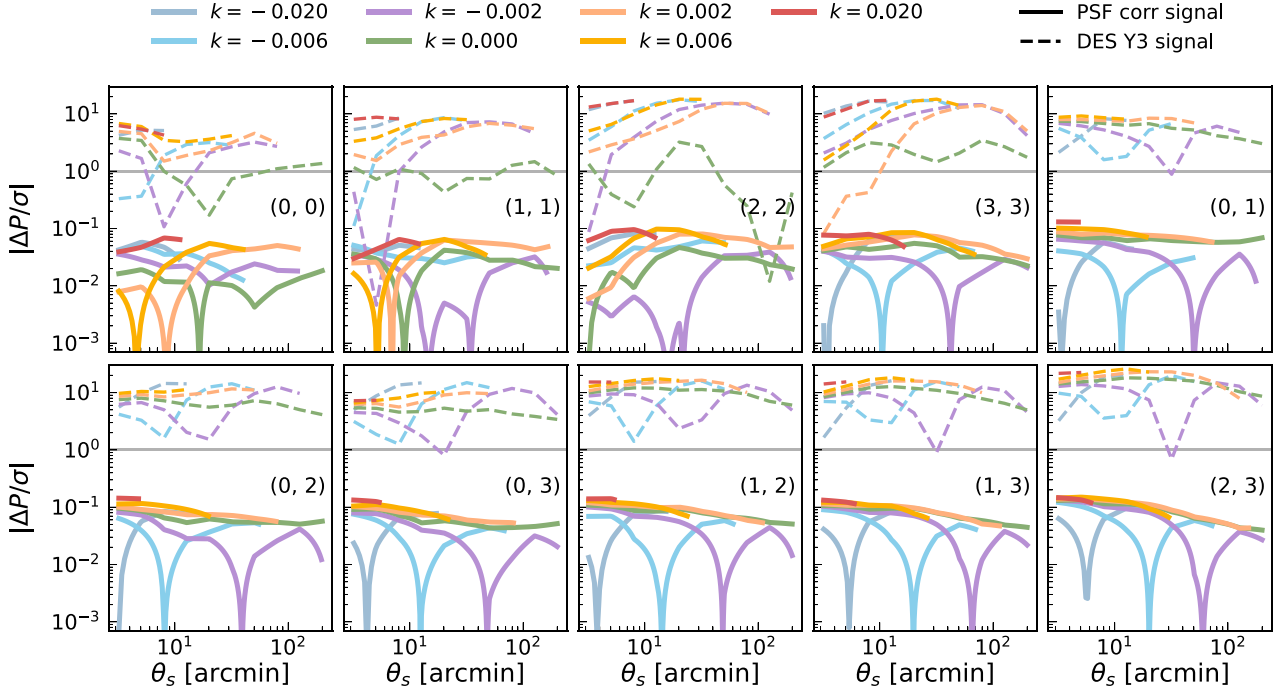 k = −0.020 k = −0.002 k = 0.002 k = 0.020 PSF corr signal
k = −0.006 k = 0.000 k = 0.006 DES Y3 signal
|ΔP/σ|
10¹
10⁰
10⁻¹
10⁻²
10⁻³
(0, 0) (1, 1) (2, 2) (3, 3) (0, 1)
|ΔP/σ|
10¹
10⁰
10⁻¹
10⁻²
10⁻³
(0, 2) (0, 3) (1, 2) (1, 3) (2, 3)
10¹ 10² 10¹ 10² 10¹ 10² 10¹ 10² 10¹ 10²
θₛ [arcmin] θₛ [arcmin] θₛ [arcmin] θₛ [arcmin] θₛ [arcmin]